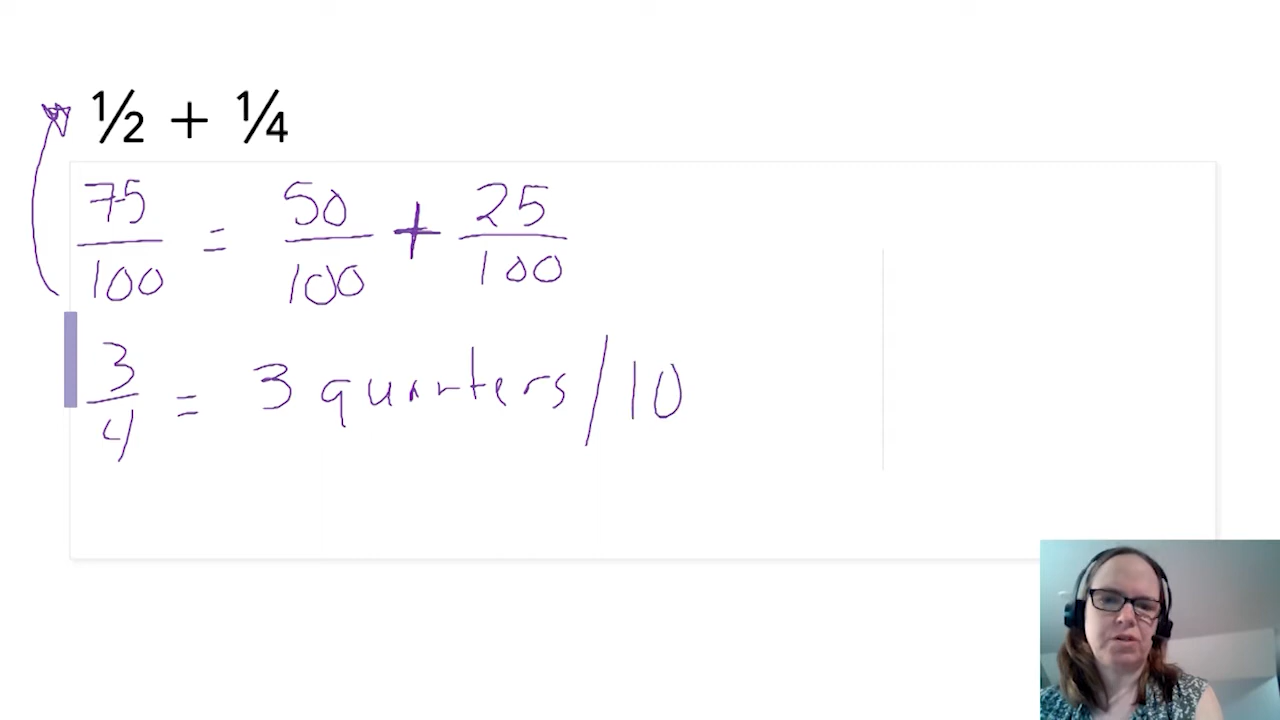 ½ + ¼
75/100 = 50/100 + 25/100
3/4 = 3 quarters/10